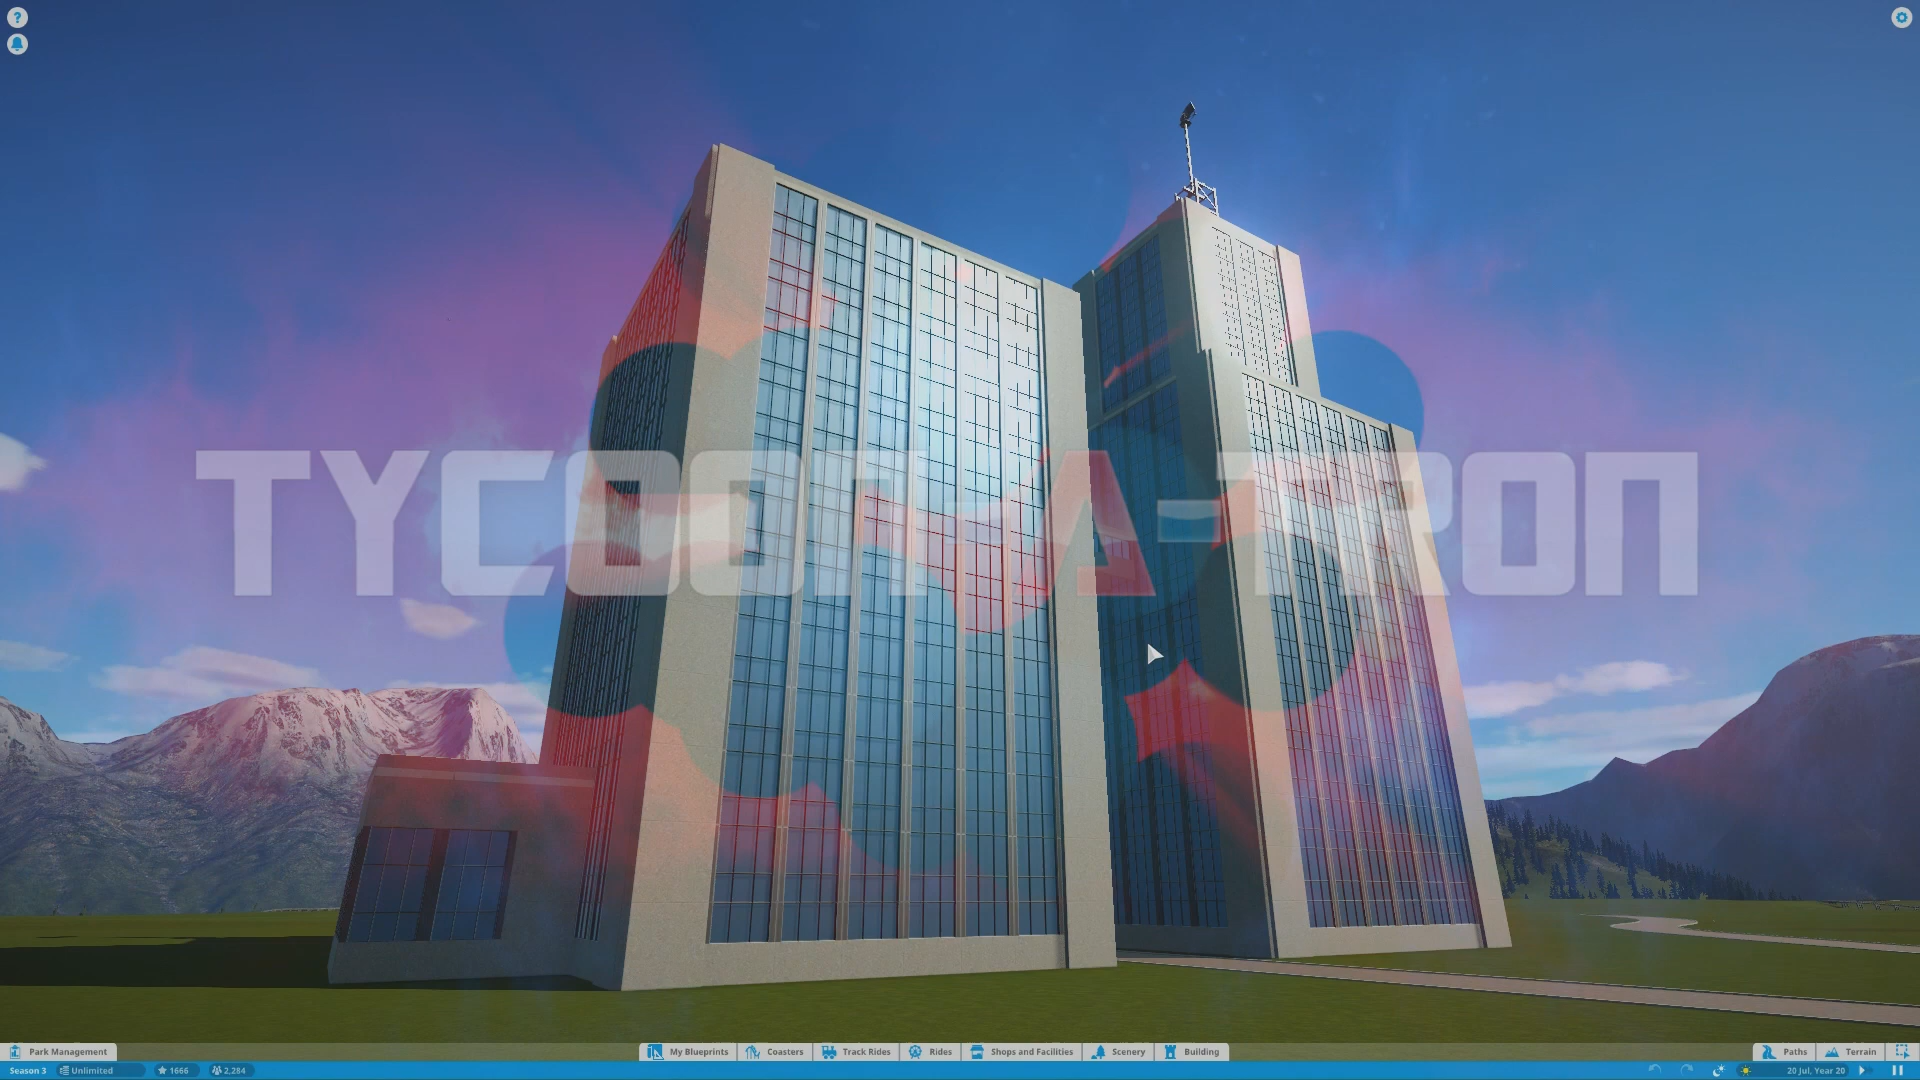 ?
TYCOON-A-TRON
Park Management
My Blueprints
Coasters
Track Rides
Rides
Shops and Facilities
Scenery
Building
Paths
Terrain
Season 3
Unlimited
1666
2,284
20 Jul, Year 20